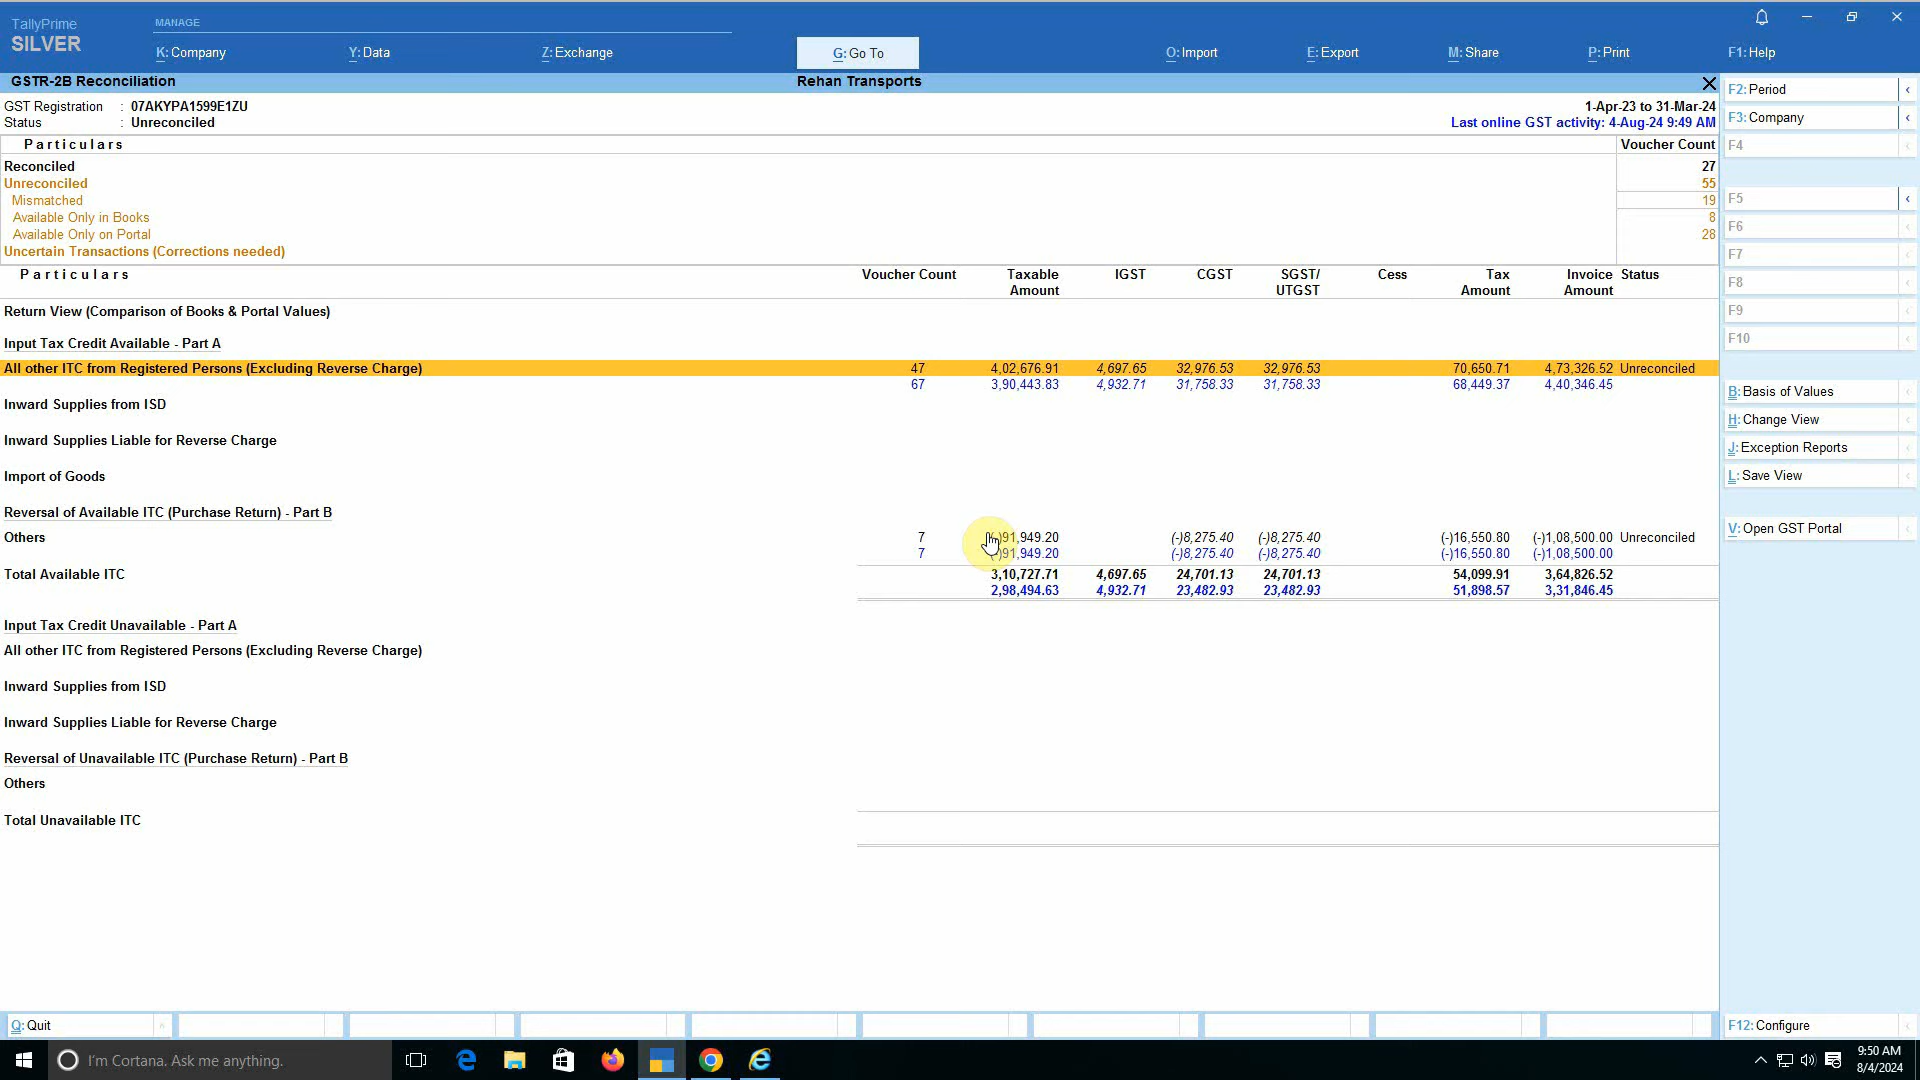 TallyPrime
SILVER
MANAGE
K: Company
Y: Data
Z: Exchange
G: Go To
O: Import
E: Export
M: Share
P: Print
F1: Help
GSTR-2B Reconciliation
Rehan Transports
GST Registration : 07AKYPA1599E1ZU
1-Apr-23 to 31-Mar-24
Status : Unreconciled
Last online GST activity: 4-Aug-24 9:49 AM
Particulars Voucher Count
Reconciled 27
Unreconciled 55
Mismatched 19
Available Only in Books 8
Available Only on Portal 28
Uncertain Transactions (Corrections needed)
Particulars Voucher Count Taxable Amount IGST CGST SGST/ UTGST Cess Tax Amount Invoice Amount Status
Return View (Comparison of Books & Portal Values)
Input Tax Credit Available - Part A
All other ITC from Registered Persons (Excluding Reverse Charge) 47 4,02,676.91 4,697.65 32,976.53 32,976.53 70,650.71 4,73,326.52 Unreconciled
67 3,90,443.83 4,932.71 31,758.33 31,758.33 68,449.37 4,40,346.45
Inward Supplies from ISD
Inward Supplies Liable for Reverse Charge
Import of Goods
Reversal of Available ITC (Purchase Return) - Part B
Others 7 (-)91,949.20 (-)8,275.40 (-)8,275.40 (-)16,550.80 (-)1,08,500.00 Unreconciled
7 (-)91,949.20 (-)8,275.40 (-)8,275.40 (-)16,550.80 (-)1,08,500.00
Total Available ITC 3,10,727.71 4,697.65 24,701.13 24,701.13 54,099.91 3,64,826.52
2,98,494.63 4,932.71 23,482.93 23,482.93 51,898.57 3,31,846.45
Input Tax Credit Unavailable - Part A
All other ITC from Registered Persons (Excluding Reverse Charge)
Inward Supplies from ISD
Inward Supplies Liable for Reverse Charge
Reversal of Unavailable ITC (Purchase Return) - Part B
Others
Total Unavailable ITC
F2: Period
F3: Company
F4
F5
F6
F7
F8
F9
F10
B: Basis of Values
H: Change View
J: Exception Reports
L: Save View
V: Open GST Portal
Q: Quit
F12: Configure
I'm Cortana. Ask me anything.
9:50 AM
8/4/2024